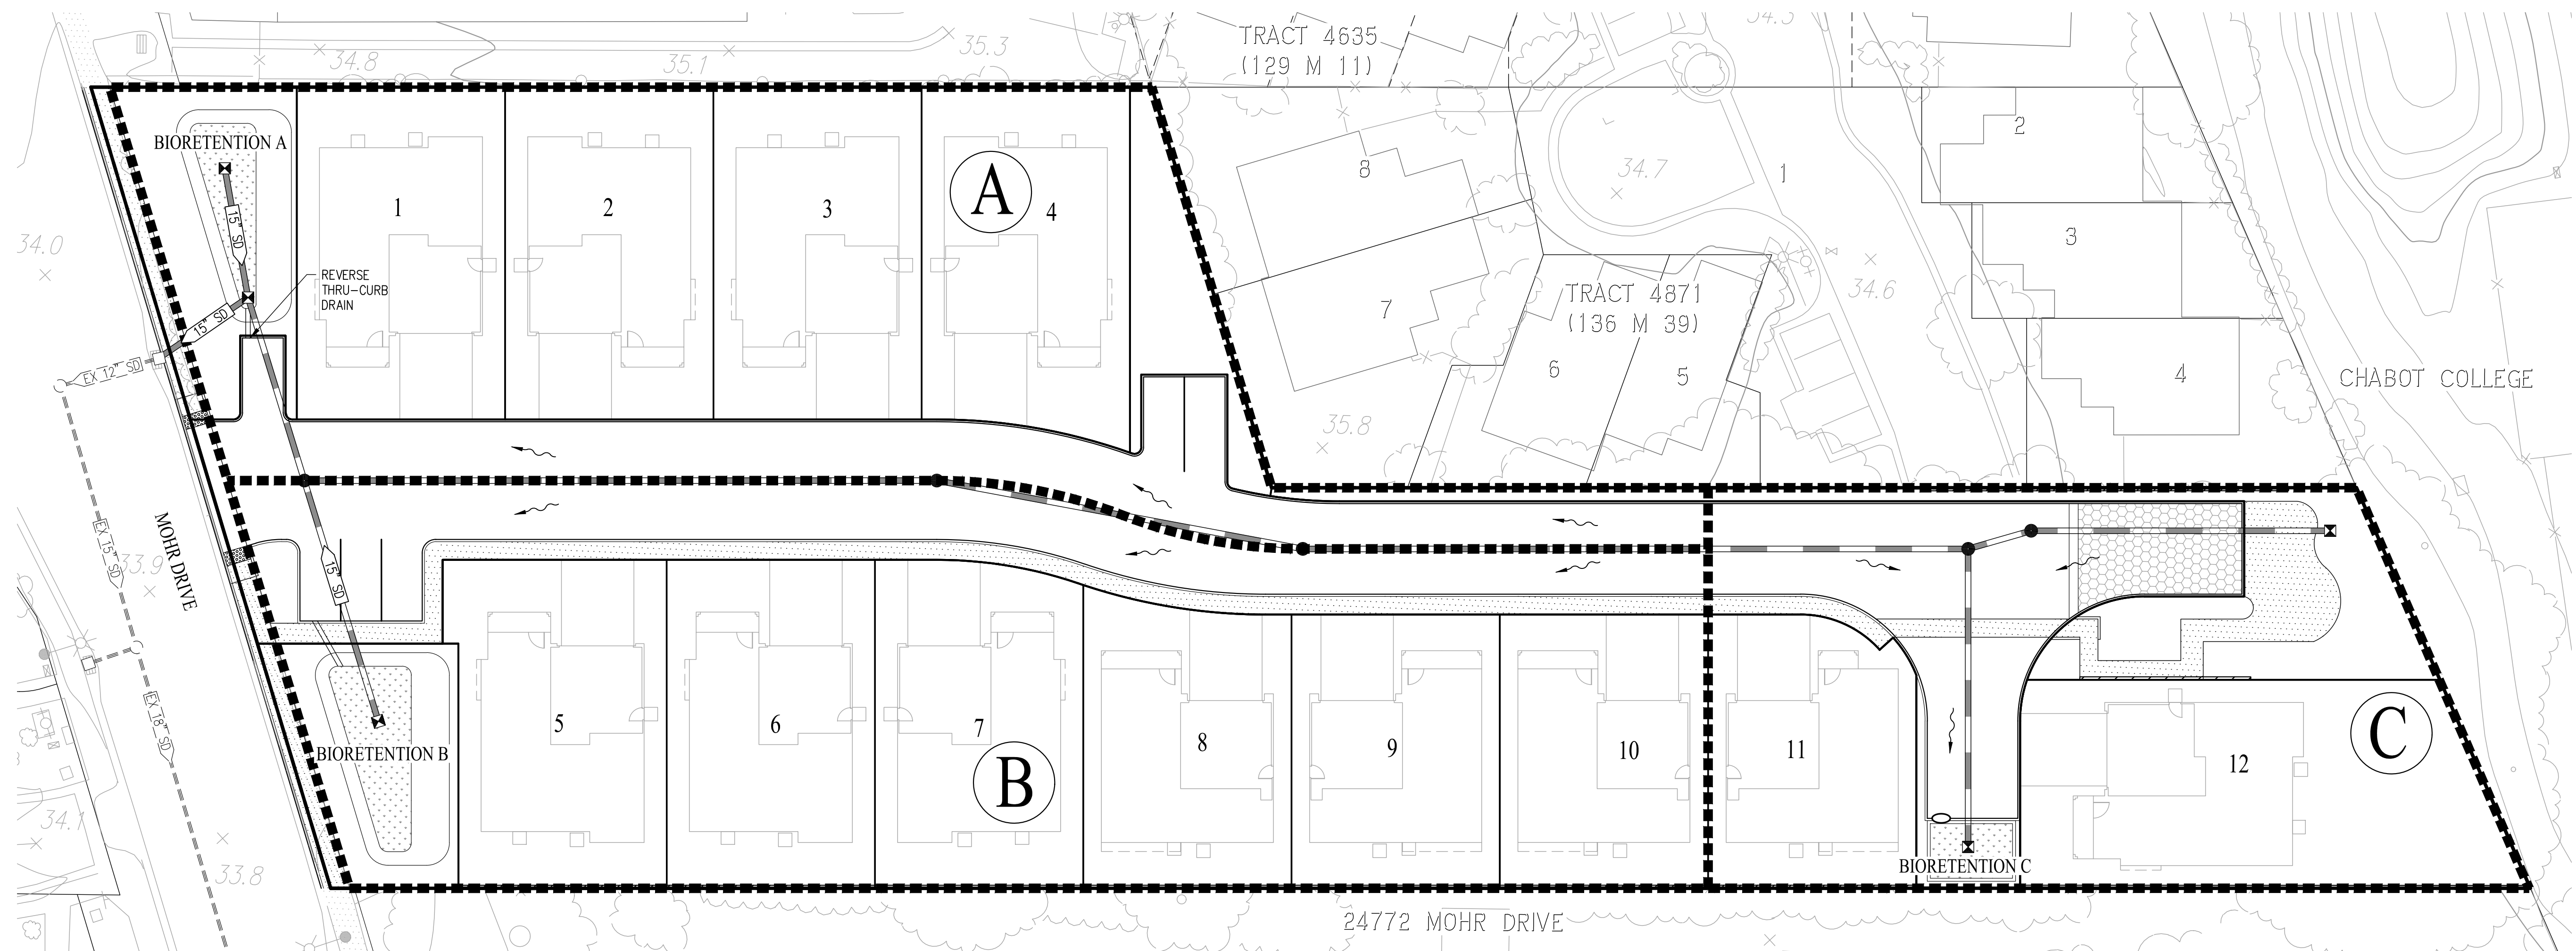 TRACT 4635
(129 M 11)
34.8
35.1
35.3
34.3
BIORETENTION A
15" SD
REVERSE
THRU-CURB
DRAIN
15" SD
EX 12" SD
34.0
1
2
3
A
4
8
7
34.7
1
2
3
4
TRACT 4871
(136 M 39)
6
5
34.6
35.8
CHABOT COLLEGE
MOHR DRIVE
EX 15" SD
33.9
15" SD
EX 18" SD
BIORETENTION B
5
6
7
B
8
9
10
11
12
C
BIORETENTION C
34.1
33.8
24772 MOHR DRIVE